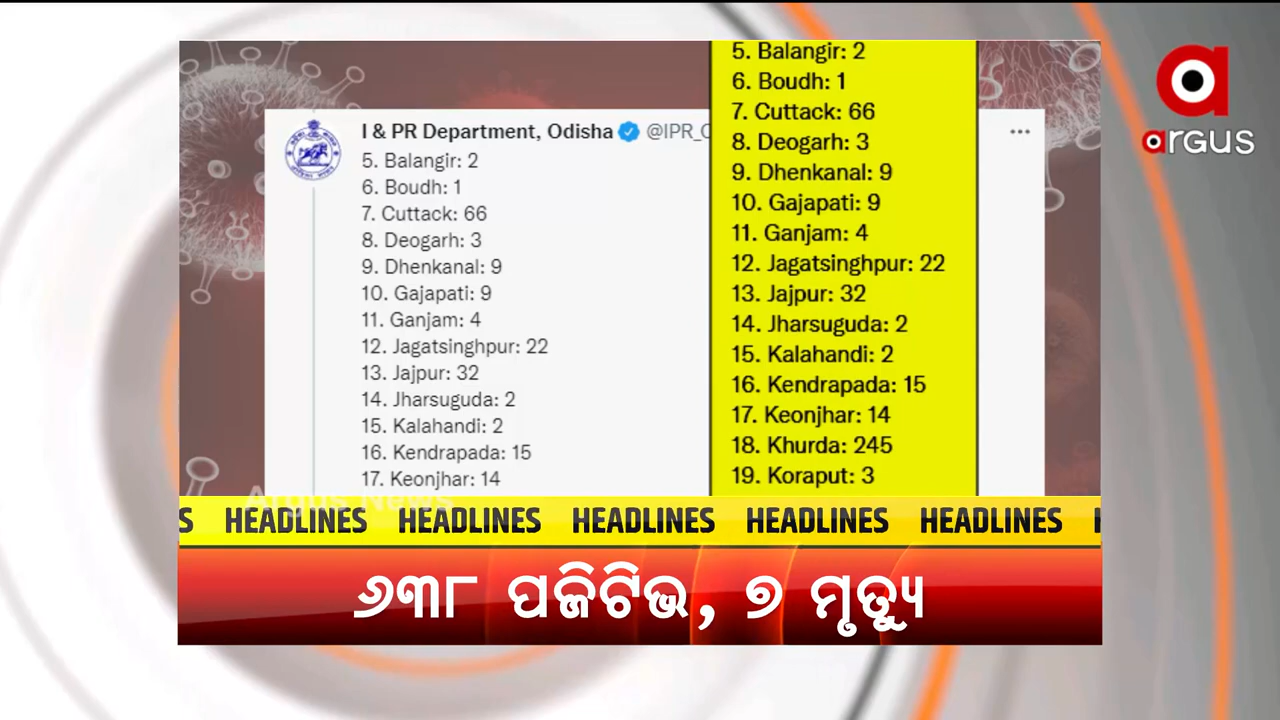 I & PR Department, Odisha @IPR_O
5. Balangir: 2
6. Boudh: 1
7. Cuttack: 66
8. Deogarh: 3
9. Dhenkanal: 9
10. Gajapati: 9
11. Ganjam: 4
12. Jagatsinghpur: 22
13. Jajpur: 32
14. Jharsuguda: 2
15. Kalahandi: 2
16. Kendrapada: 15
17. Keonjhar: 14
5. Balangir: 2
6. Boudh: 1
7. Cuttack: 66
8. Deogarh: 3
9. Dhenkanal: 9
10. Gajapati: 9
11. Ganjam: 4
12. Jagatsinghpur: 22
13. Jajpur: 32
14. Jharsuguda: 2
15. Kalahandi: 2
16. Kendrapada: 15
17. Keonjhar: 14
18. Khurda: 245
19. Koraput: 3
argus
Argus News
S HEADLINES HEADLINES HEADLINES HEADLINES HEADLINES
୬୩୮ ପଜିଟିଭ, ୭ ମୃତ୍ୟୁ